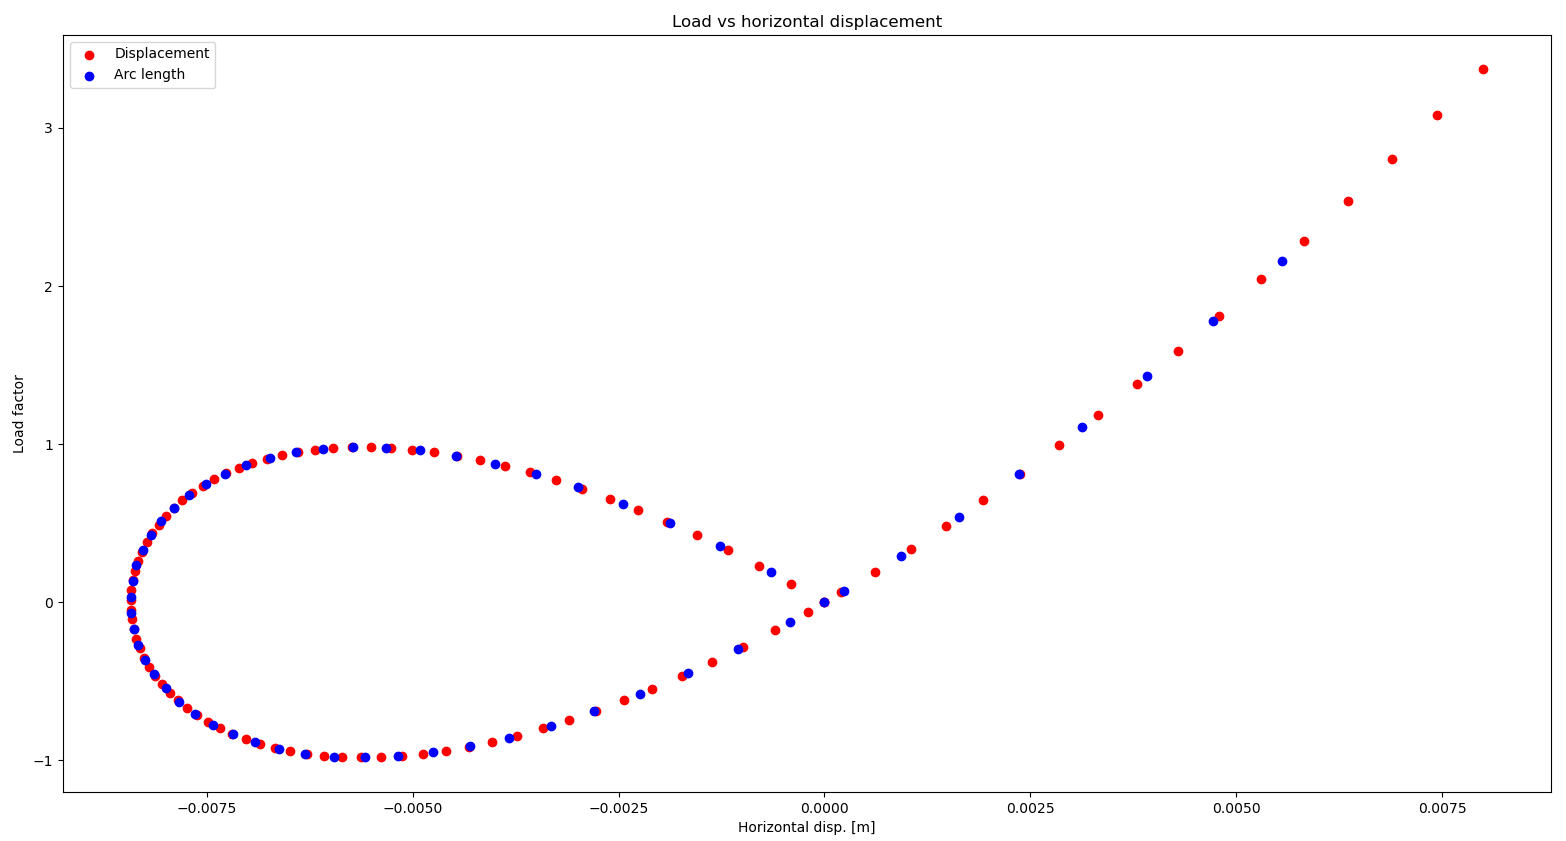 Load vs horizontal displacement
Displacement
Arc length
3
2
1
0
−1
Load factor
−0.0075
−0.0050
−0.0025
0.0000
0.0025
0.0050
0.0075
Horizontal disp. [m]